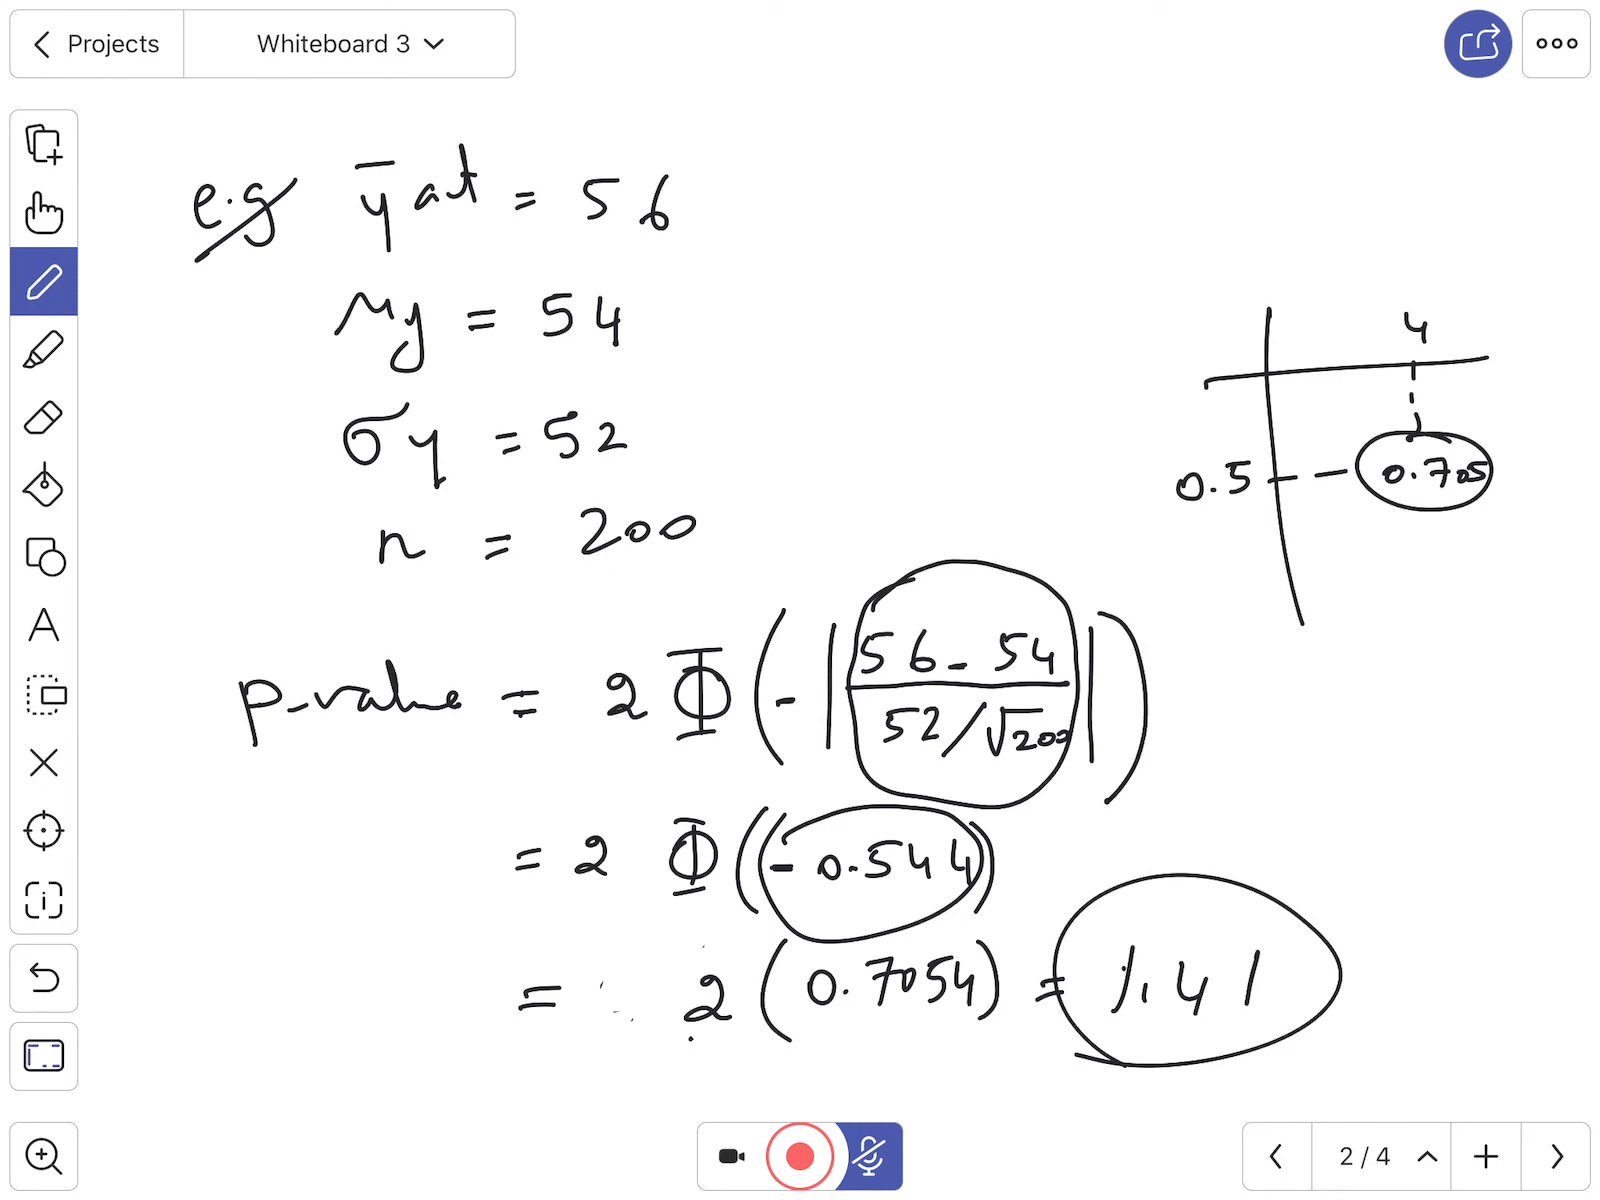 Projects
Whiteboard 3
e.g ȳ act = 56
μy = 54
σy = 52
n = 200
4
0.5
0.705
p-value = 2 Φ(-|56 - 54 / 52/√200|)
= 2 Φ((-0.544))
= 2 (0.7054) = 1.41
2 / 4